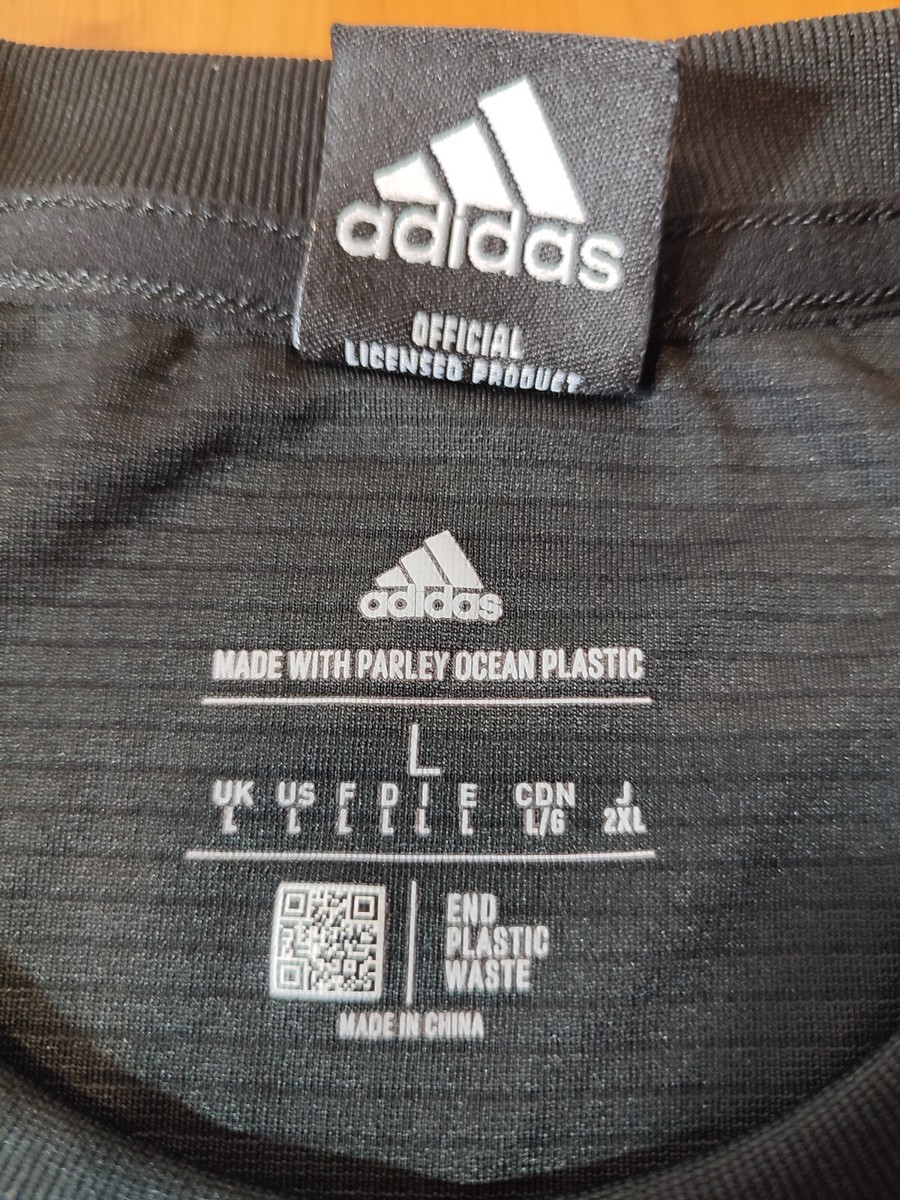 adidas
OFFICIAL
LICENSED PRODUCT
adidas
MADE WITH PARLEY OCEAN PLASTIC
L
UK US F D I E CDN J
L L L L L L L/G 2XL
END
PLASTIC
WASTE
MADE IN CHINA